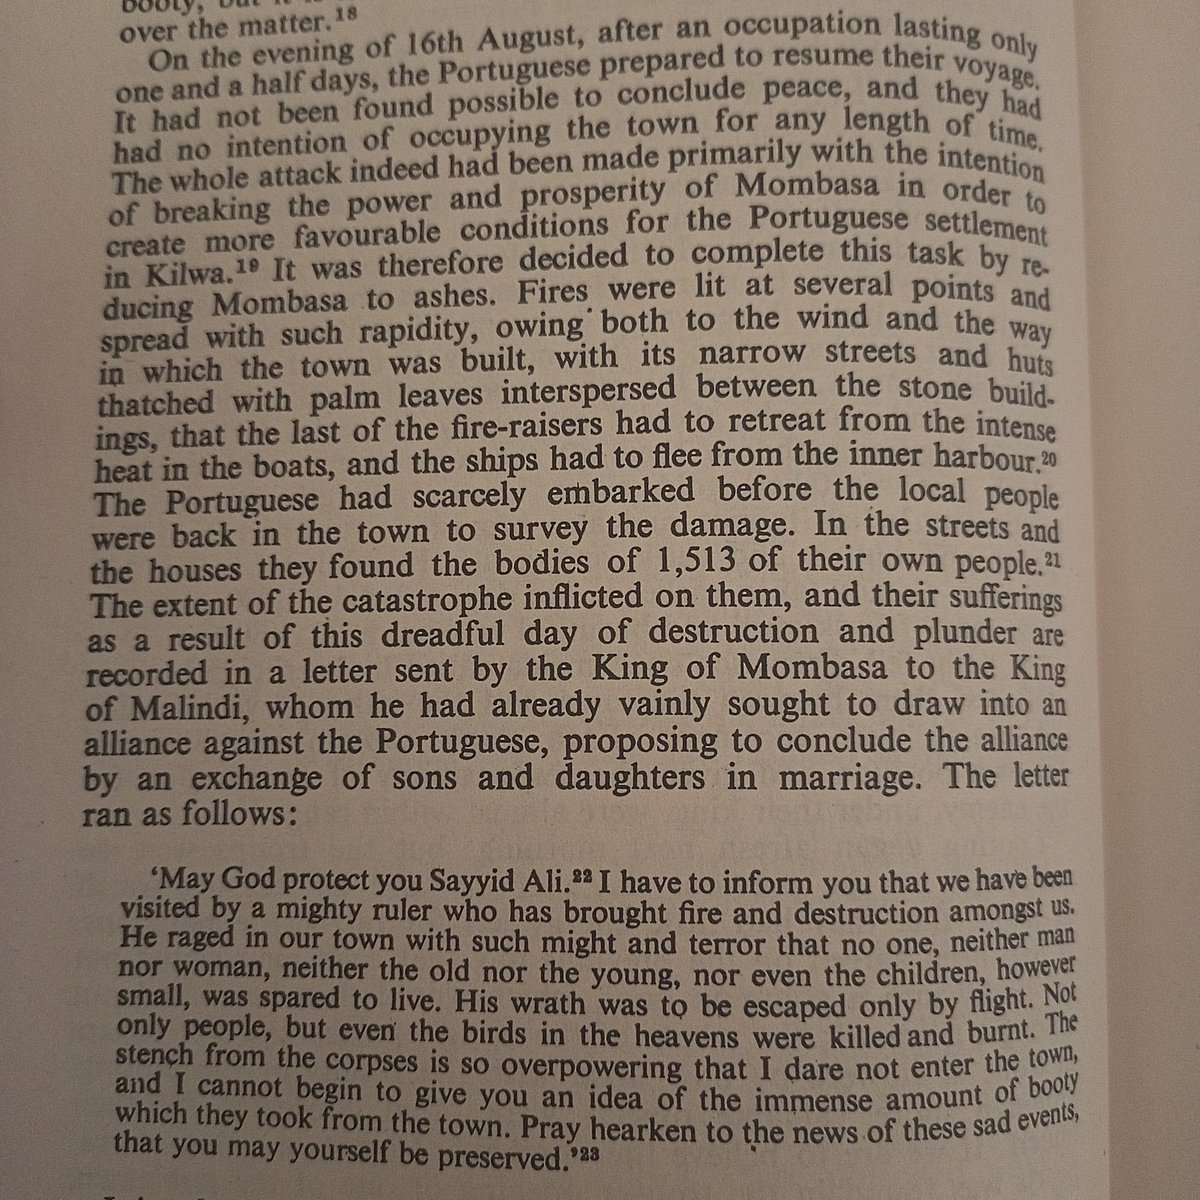 booty, but it is
over the matter.¹⁸
On the evening of 16th August, after an occupation lasting only
one and a half days, the Portuguese prepared to resume their voyage.
It had not been found possible to conclude peace, and they had
had no intention of occupying the town for any length of time.
The whole attack indeed had been made primarily with the intention
of breaking the power and prosperity of Mombasa in order to
create more favourable conditions for the Portuguese settlement
in Kilwa.¹⁹ It was therefore decided to complete this task by re-
ducing Mombasa to ashes. Fires were lit at several points and
spread with such rapidity, owing both to the wind and the way
in which the town was built, with its narrow streets and huts
thatched with palm leaves interspersed between the stone build-
ings, that the last of the fire-raisers had to retreat from the intense
heat in the boats, and the ships had to flee from the inner harbour.²⁰
The Portuguese had scarcely embarked before the local people
were back in the town to survey the damage. In the streets and
the houses they found the bodies of 1,513 of their own people.²¹
The extent of the catastrophe inflicted on them, and their sufferings
as a result of this dreadful day of destruction and plunder are
recorded in a letter sent by the King of Mombasa to the King
of Malindi, whom he had already vainly sought to draw into an
alliance against the Portuguese, proposing to conclude the alliance
by an exchange of sons and daughters in marriage. The letter
ran as follows:
‘May God protect you Sayyid Ali.²² I have to inform you that we have been
visited by a mighty ruler who has brought fire and destruction amongst us.
He raged in our town with such might and terror that no one, neither man
nor woman, neither the old nor the young, nor even the children, however
small, was spared to live. His wrath was to be escaped only by flight. Not
only people, but even the birds in the heavens were killed and burnt. The
stench from the corpses is so overpowering that I dare not enter the town,
and I cannot begin to give you an idea of the immense amount of booty
which they took from the town. Pray hearken to the news of these sad events,
that you may yourself be preserved.’²³